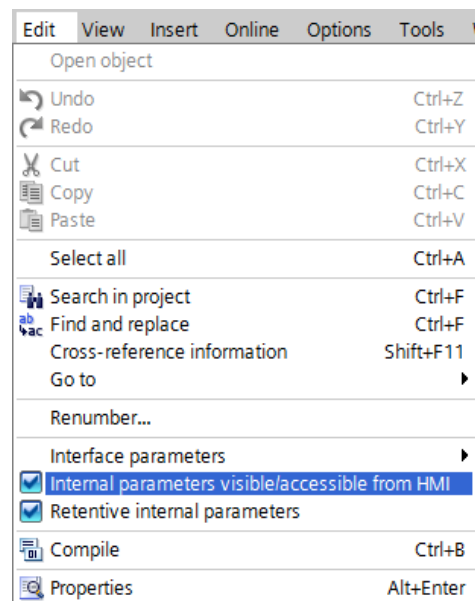 Edit View Insert Online Options Tools
Open object
Undo Ctrl+Z
Redo Ctrl+Y
Cut Ctrl+X
Copy Ctrl+C
Paste Ctrl+V
Select all Ctrl+A
Search in project Ctrl+F
Find and replace Ctrl+F
Cross-reference information Shift+F11
Go to
Renumber...
Interface parameters
Internal parameters visible/accessible from HMI
Retentive internal parameters
Compile Ctrl+B
Properties Alt+Enter